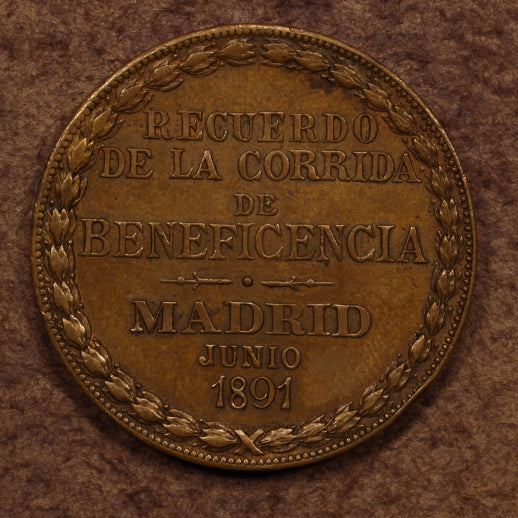 RECUERDO
DE LA CORRIDA
DE
BENEFICENCIA
MADRID
JUNIO
1891